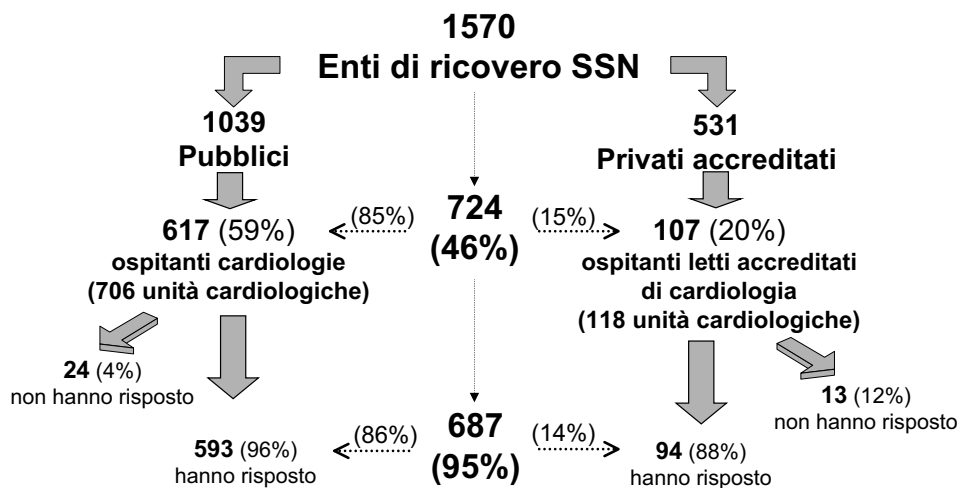 1570
Enti di ricovero SSN
1039
Pubblici
531
Privati accreditati
724
(46%)
(85%)
(15%)
617 (59%)
ospitanti cardiologie
(706 unità cardiologiche)
107 (20%)
ospitanti letti accreditati
di cardiologia
(118 unità cardiologiche)
24 (4%)
non hanno risposto
13 (12%)
non hanno risposto
687
(95%)
(86%)
(14%)
593 (96%)
hanno risposto
94 (88%)
hanno risposto